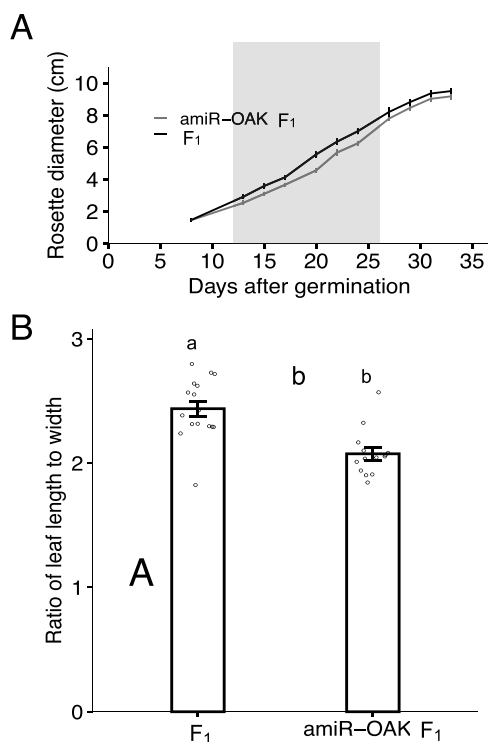 A
Rosette diameter (cm)
10
8
6
4
2
0
amiR–OAK F1
F1
0 5 10 15 20 25 30 35
Days after germination
B
Ratio of leaf length to width
3
2
1
0
a
b
b
A
F1
amiR–OAK F1